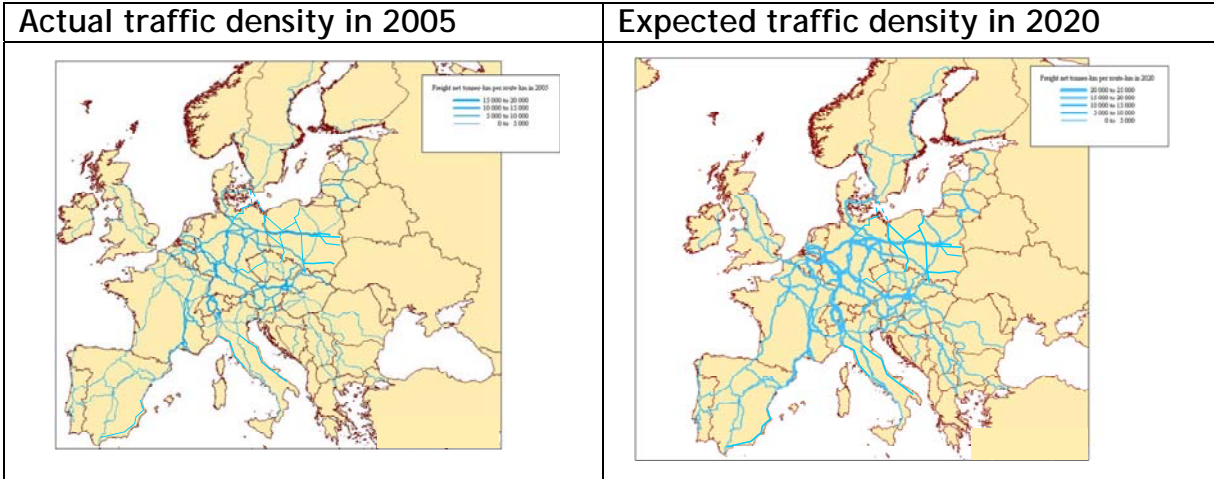 Actual traffic density in 2005
Expected traffic density in 2020
Freight net tonnes-km per route-km in 2005
15 000 to 20 000
10 000 to 15 000
5 000 to 10 000
0 to 5 000
Freight net tonnes-km per route-km in 2020
20 000 to 25 000
15 000 to 20 000
10 000 to 15 000
5 000 to 10 000
0 to 5 000